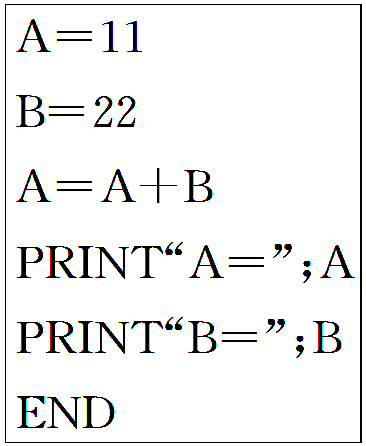 A=11
B=22
A=A+B
PRINT“A=”;A
PRINT“B=”;B
END